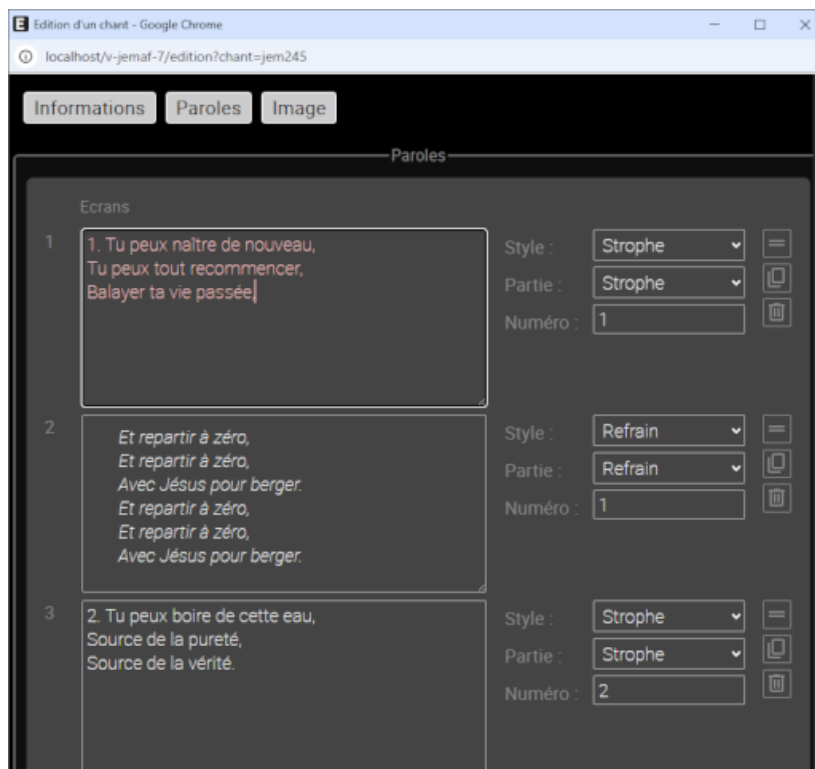 Edition d'un chant - Google Chrome
localhost/v-jemaf-7/edition?chant=jem245
Informations Paroles Image
Paroles
Ecrans
1
1. Tu peux naître de nouveau,
Tu peux tout recommencer,
Balayer ta vie passée,
Style : Strophe
Partie : Strophe
Numéro : 1
2
Et repartir à zéro,
Et repartir à zéro,
Avec Jésus pour berger.
Et repartir à zéro,
Et repartir à zéro,
Avec Jésus pour berger.
Style : Refrain
Partie : Refrain
Numéro : 1
3
2. Tu peux boire de cette eau,
Source de la pureté,
Source de la vérité.
Style : Strophe
Partie : Strophe
Numéro : 2